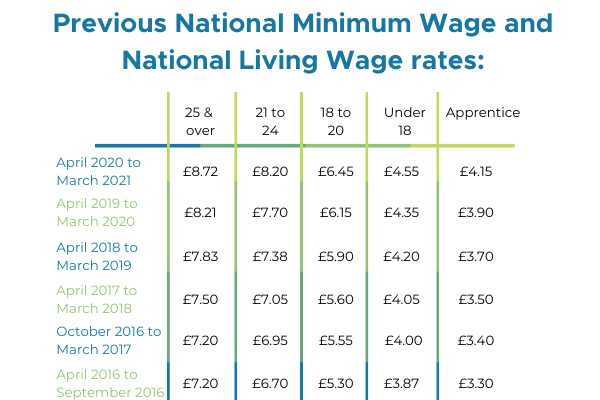 Previous National Minimum Wage and
National Living Wage rates:
25 & over 21 to 24 18 to 20 Under 18 Apprentice
April 2020 to March 2021 £8.72 £8.20 £6.45 £4.55 £4.15
April 2019 to March 2020 £8.21 £7.70 £6.15 £4.35 £3.90
April 2018 to March 2019 £7.83 £7.38 £5.90 £4.20 £3.70
April 2017 to March 2018 £7.50 £7.05 £5.60 £4.05 £3.50
October 2016 to March 2017 £7.20 £6.95 £5.55 £4.00 £3.40
April 2016 to September 2016 £7.20 £6.70 £5.30 £3.87 £3.30